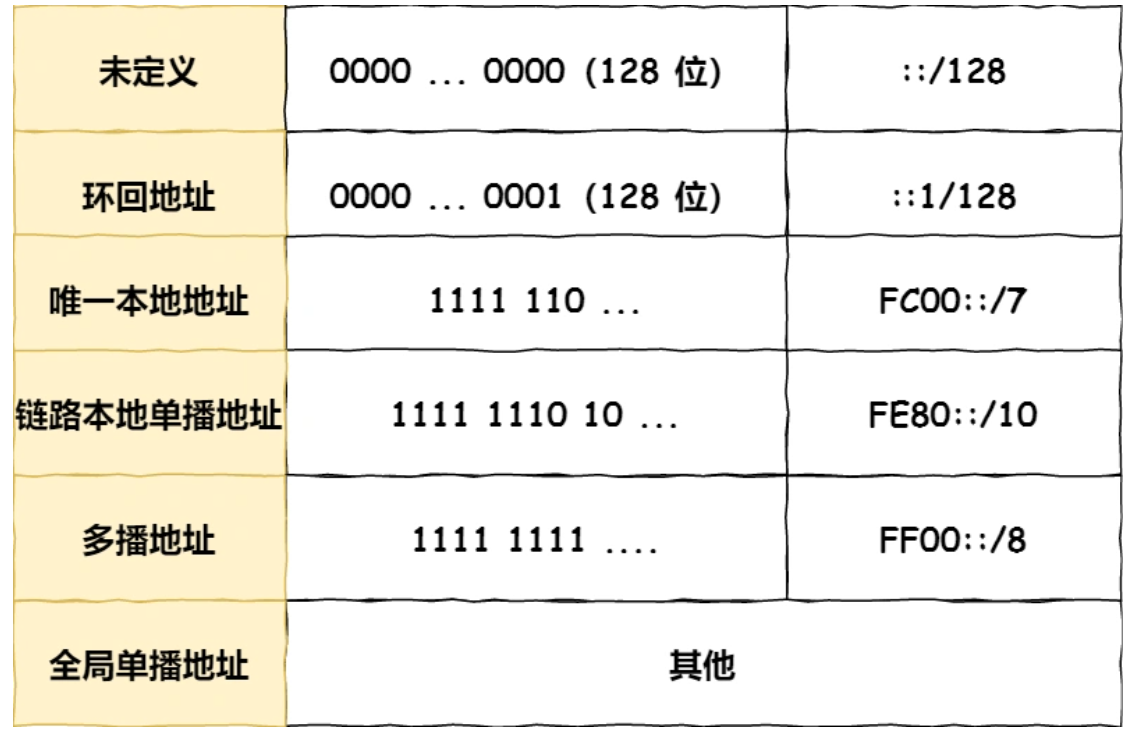 未定义 0000 ... 0000 (128 位) ::/128
环回地址 0000 ... 0001 (128 位) ::1/128
唯一本地地址 1111 110 ... FC00::/7
链路本地单播地址 1111 1110 10 ... FE80::/10
多播地址 1111 1111 .... FF00::/8
全局单播地址 其他